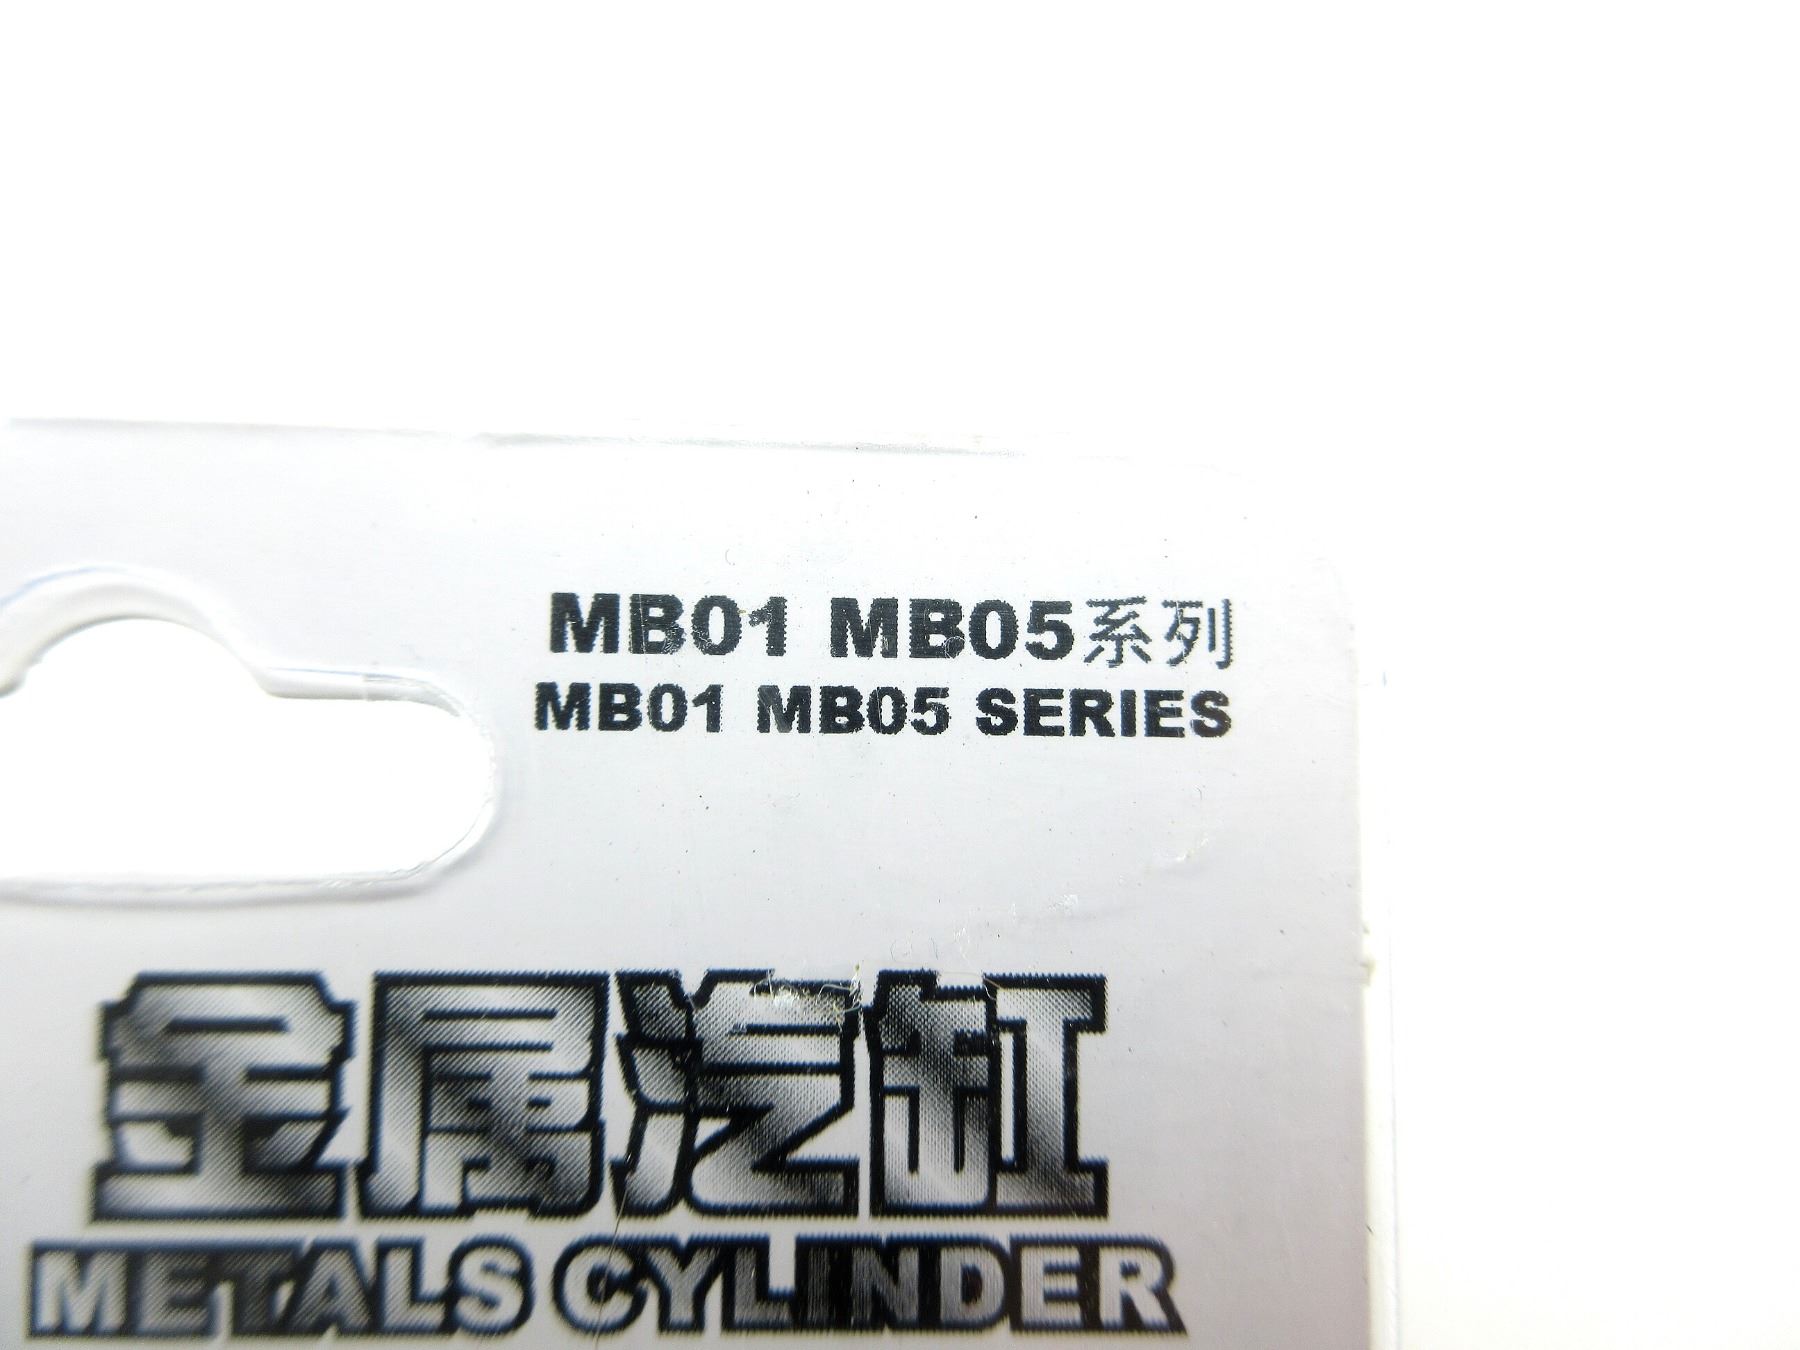 MB01 MB05系列
MB01 MB05 SERIES
金属汽缸
METALS CYLINDER